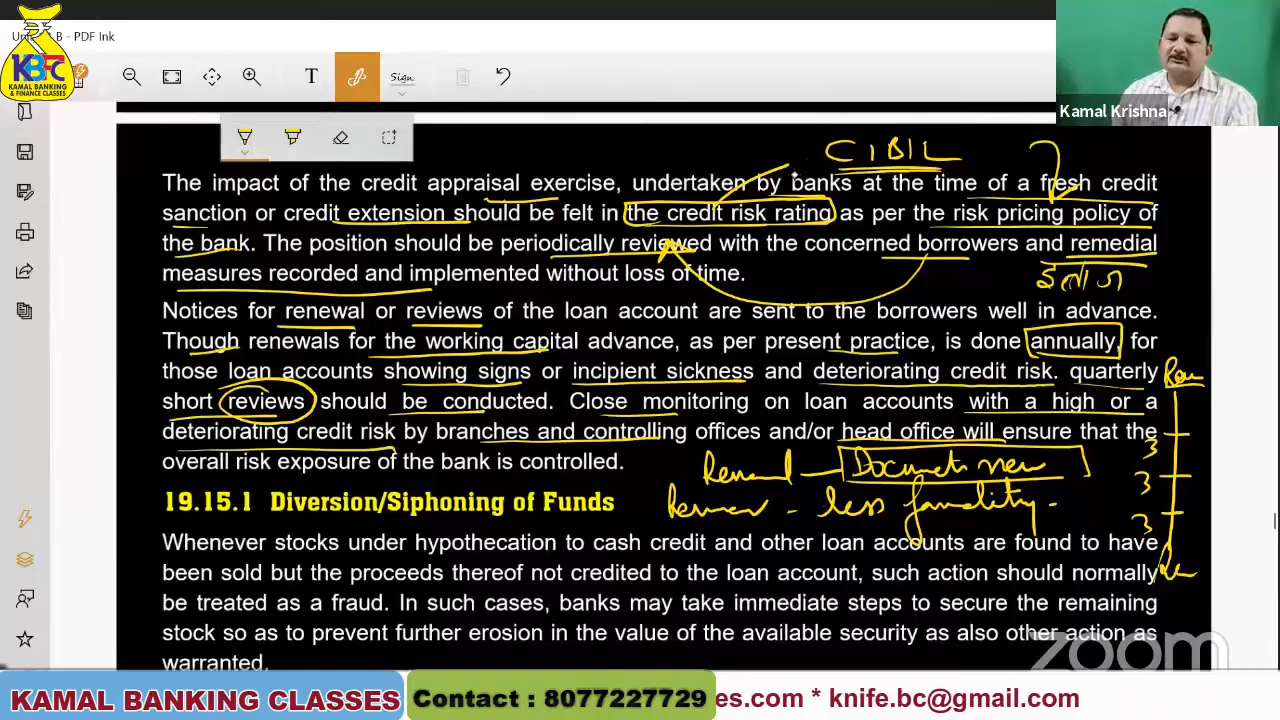 B - PDF Ink
KBFC
KAMAL BANKING
& FINANCE CLASSES
T
Sign
Kamal Krishna
CIBIL
The impact of the credit appraisal exercise, undertaken by banks at the time of a fresh credit
sanction or credit extension should be felt in the credit risk rating as per the risk pricing policy of
the bank. The position should be periodically reviewed with the concerned borrowers and remedial
measures recorded and implemented without loss of time.
इलाज
Notices for renewal or reviews of the loan account are sent to the borrowers well in advance.
Though renewals for the working capital advance, as per present practice, is done annually, for
those loan accounts showing signs or incipient sickness and deteriorating credit risk. quarterly
short reviews should be conducted. Close monitoring on loan accounts with a high or a
deteriorating credit risk by branches and controlling offices and/or head office will ensure that the
overall risk exposure of the bank is controlled.
3
3
3
less
19.15.1 Diversion/Siphoning of Funds
Whenever stocks under hypothecation to cash credit and other loan accounts are found to have
been sold but the proceeds thereof not credited to the loan account, such action should normally
be treated as a fraud. In such cases, banks may take immediate steps to secure the remaining
stock so as to prevent further erosion in the value of the available security as also other action as
warranted.
zoom
KAMAL BANKING CLASSES
Contact : 8077227729
es.com * knife.bc@gmail.com